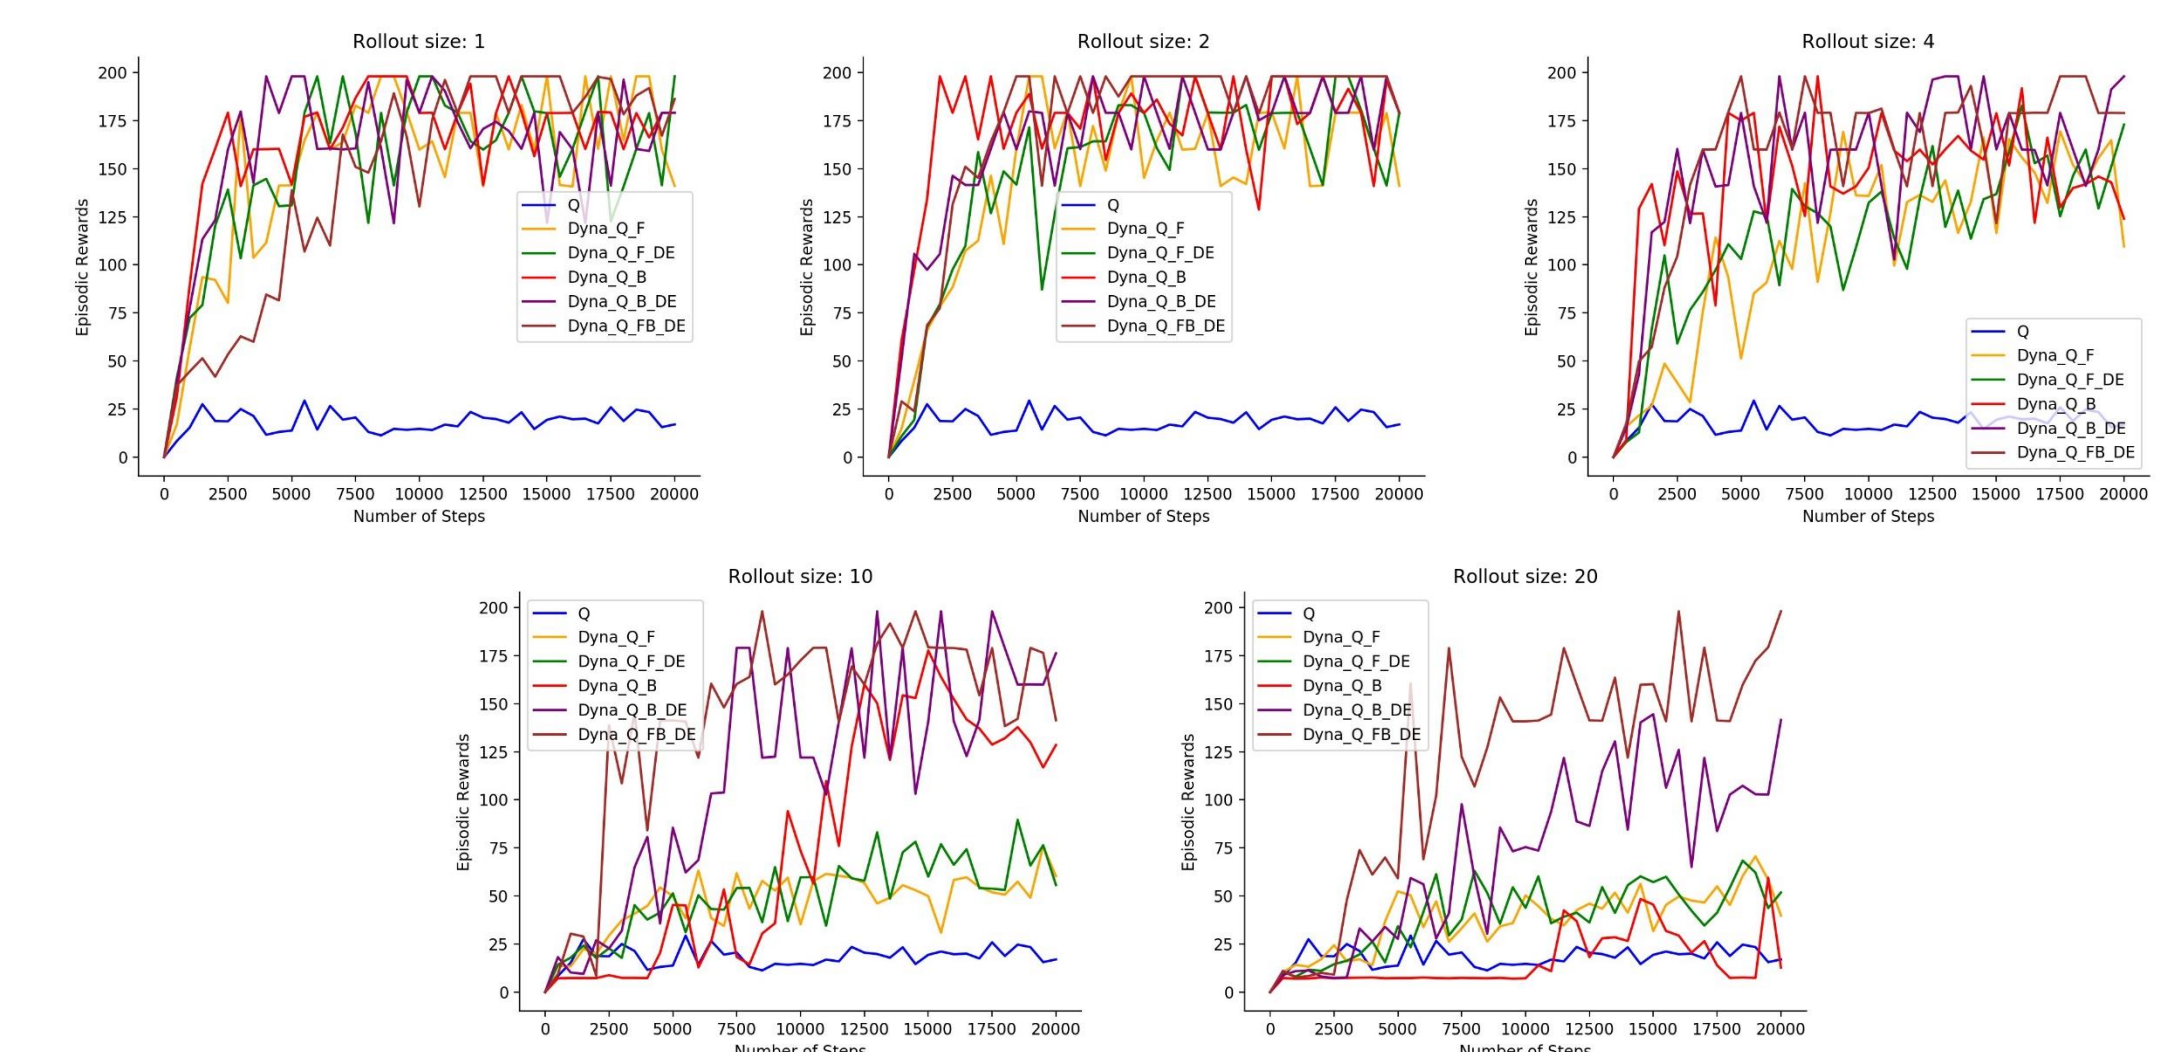 Rollout size: 1
Episodic Rewards
200
175
150
125
100
75
50
25
0
Q
Dyna_Q_F
Dyna_Q_F_DE
Dyna_Q_B
Dyna_Q_B_DE
Dyna_Q_FB_DE
0 2500 5000 7500 10000 12500 15000 17500 20000
Number of Steps
Rollout size: 2
Episodic Rewards
200
175
150
125
100
75
50
25
0
Q
Dyna_Q_F
Dyna_Q_F_DE
Dyna_Q_B
Dyna_Q_B_DE
Dyna_Q_FB_DE
0 2500 5000 7500 10000 12500 15000 17500 20000
Number of Steps
Rollout size: 4
Episodic Rewards
200
175
150
125
100
75
50
25
0
Q
Dyna_Q_F
Dyna_Q_F_DE
Dyna_Q_B
Dyna_Q_B_DE
Dyna_Q_FB_DE
0 2500 5000 7500 10000 12500 15000 17500 20000
Number of Steps
Rollout size: 10
Episodic Rewards
200
175
150
125
100
75
50
25
0
Q
Dyna_Q_F
Dyna_Q_F_DE
Dyna_Q_B
Dyna_Q_B_DE
Dyna_Q_FB_DE
0 2500 5000 7500 10000 12500 15000 17500 20000
Number of Steps
Rollout size: 20
Episodic Rewards
200
175
150
125
100
75
50
25
0
Q
Dyna_Q_F
Dyna_Q_F_DE
Dyna_Q_B
Dyna_Q_B_DE
Dyna_Q_FB_DE
0 2500 5000 7500 10000 12500 15000 17500 20000
Number of Steps